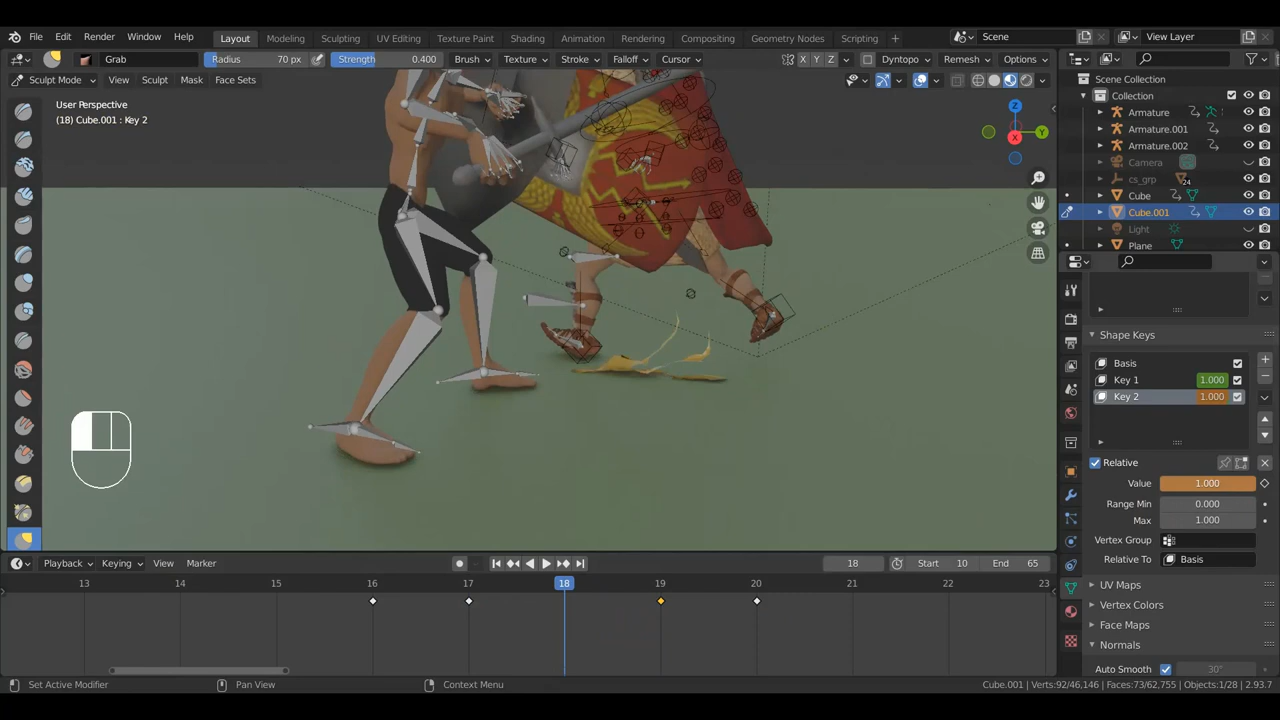 File Edit Render Window Help Layout Modeling Sculpting UV Editing Texture Paint Shading Animation Rendering Compositing Geometry Nodes Scripting Scene View Layer
Grab Radius 70 px Strength 0.400 Brush Texture Stroke Falloff Cursor X Y Z Dyntopo Remesh Options
Sculpt Mode View Sculpt Mask Face Sets
User Perspective
(18) Cube.001 : Key 2
Z
Y
X
Scene Collection
Collection
Armature
Armature.001
Armature.002
Camera
cs_grp 24
Cube
Cube.001
Light
Plane
Shape Keys
Basis
Key 1 1.000
Key 2 1.000
Relative
Value 1.000
Range Min 0.000
Max 1.000
Vertex Group
Relative To Basis
UV Maps
Vertex Colors
Face Maps
Normals
Auto Smooth 30°
Playback Keying View Marker 18 Start 10 End 65
13 14 15 16 17 18 19 20 21 22 23
Set Active Modifier Pan View Context Menu Cube.001 | Verts:92/46,146 | Faces:73/62,755 | Objects:1/28 | 2.93.7